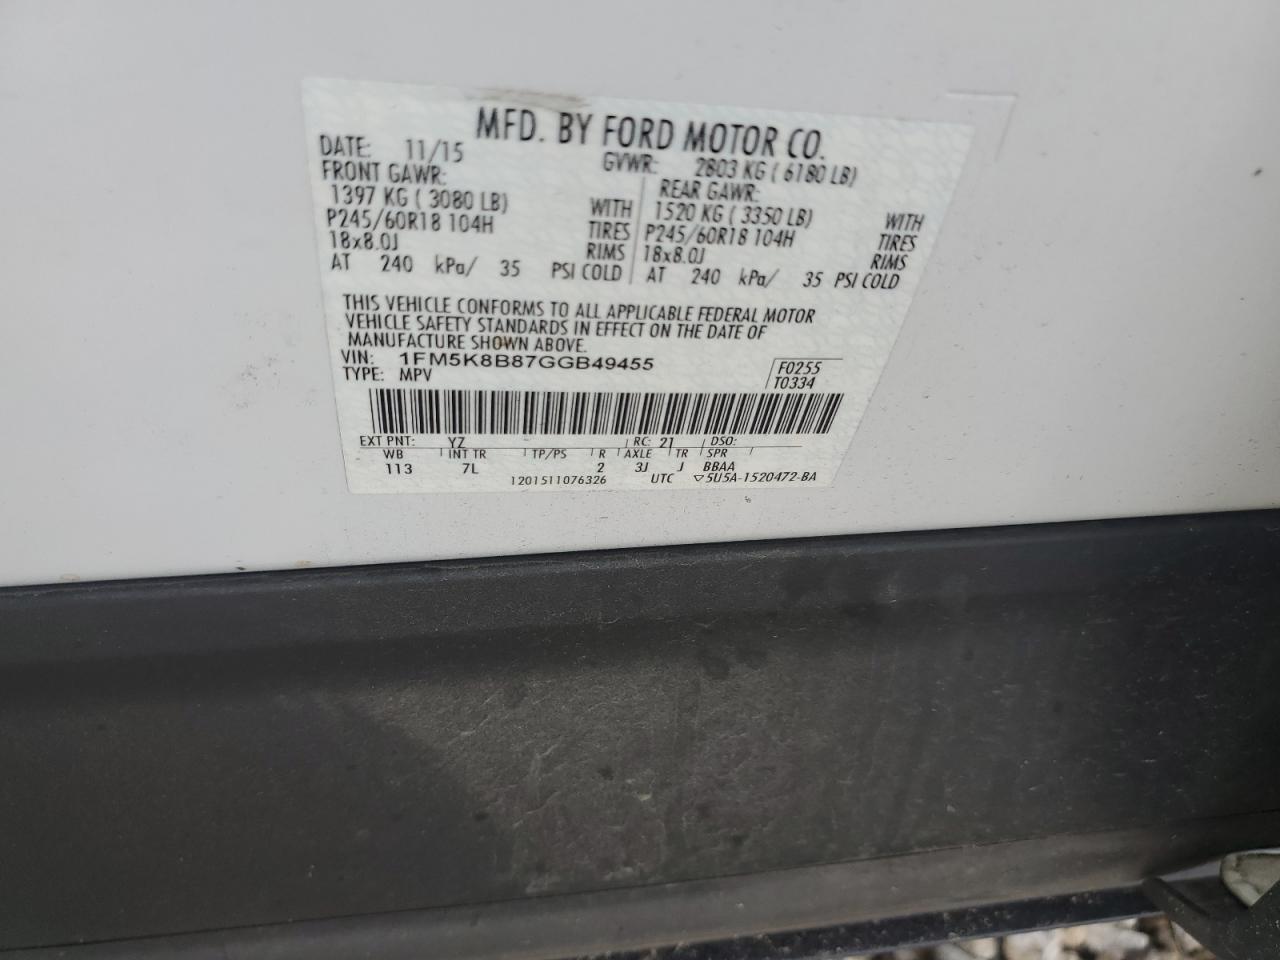 MFD. BY FORD MOTOR CO.
DATE: 11/15 GVWR: 2803 KG ( 6180 LB)
FRONT GAWR: REAR GAWR:
1397 KG ( 3080 LB) WITH 1520 KG ( 3350 LB) WITH
P245/60R18 104H TIRES P245/60R18 104H TIRES
18x8.0J RIMS 18x8.0J RIMS
AT 240 kPa/ 35 PSI COLD AT 240 kPa/ 35 PSI COLD
THIS VEHICLE CONFORMS TO ALL APPLICABLE FEDERAL MOTOR
VEHICLE SAFETY STANDARDS IN EFFECT ON THE DATE OF
MANUFACTURE SHOWN ABOVE.
VIN: 1FM5K8B87GGB49455 F0255
TYPE: MPV T0334
EXT PNT: YZ RC: 21 DSO:
WB INT TR TP/PS R AXLE TR SPR
113 7L 2 3J J BBAA
1201511076326 UTC ▽5U5A-1520472-BA